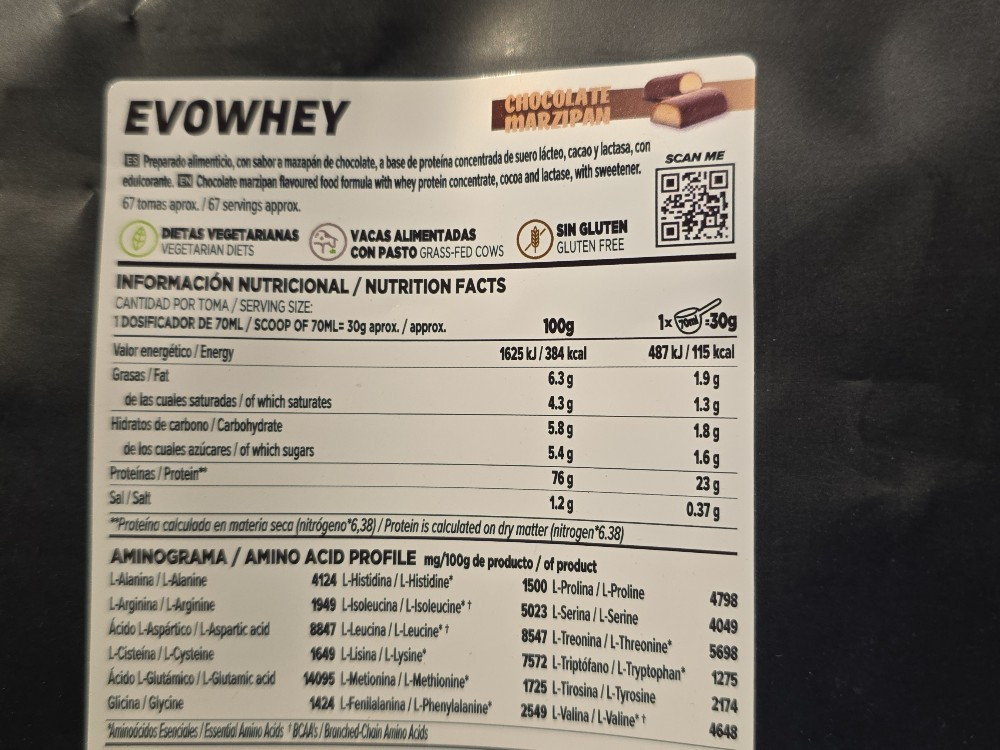 EVOWHEY
CHOCOLATE
MARZIPAN
ES Preparado alimenticio, con sabor a mazapán de chocolate, a base de proteína concentrada de suero lácteo, cacao y lactasa, con
edulcorante. EN Chocolate marzipan flavoured food formula with whey protein concentrate, cocoa and lactase, with sweetener.
67 tomas aprox. / 67 servings approx.
SCAN ME
DIETAS VEGETARIANAS
VEGETARIAN DIETS
VACAS ALIMENTADAS
CON PASTO GRASS-FED COWS
SIN GLUTEN
GLUTEN FREE
INFORMACIÓN NUTRICIONAL / NUTRITION FACTS
CANTIDAD POR TOMA / SERVING SIZE:
1 DOSIFICADOR DE 70ML / SCOOP OF 70ML= 30g aprox. / approx. 100g 1x 70ml =30g
Valor energético / Energy 1625 kJ / 384 kcal 487 kJ / 115 kcal
Grasas / Fat 6.3 g 1.9 g
de las cuales saturadas / of which saturates 4.3 g 1.3 g
Hidratos de carbono / Carbohydrate 5.8 g 1.8 g
de los cuales azúcares / of which sugars 5.4 g 1.6 g
Proteínas / Protein** 76 g 23 g
Sal / Salt 1.2 g 0.37 g
**Proteína calculada en materia seca (nitrógeno*6,38) / Protein is calculated on dry matter (nitrogen*6.38)
AMINOGRAMA / AMINO ACID PROFILE mg/100g de producto / of product
L-Alanina / L-Alanine 4124 L-Histidina / L-Histidine* 1500 L-Prolina / L-Proline 4798
L-Arginina / L-Arginine 1949 L-Isoleucina / L-Isoleucine* † 5023 L-Serina / L-Serine 4049
Ácido L-Aspártico / L-Aspartic acid 8847 L-Leucina / L-Leucine* † 8547 L-Treonina / L-Threonine* 5698
L-Cisteína / L-Cysteine 1649 L-Lisina / L-Lysine* 7572 L-Triptófano / L-Tryptophan* 1275
Ácido L-Glutámico / L-Glutamic acid 14095 L-Metionina / L-Methionine* 1725 L-Tirosina / L-Tyrosine 2174
Glicina / Glycine 1424 L-Fenilalanina / L-Phenylalanine* 2549 L-Valina / L-Valine* † 4648
*Aminoácidos Esenciales / Essential Amino Acids † BCAA's / Branched-Chain Amino Acids